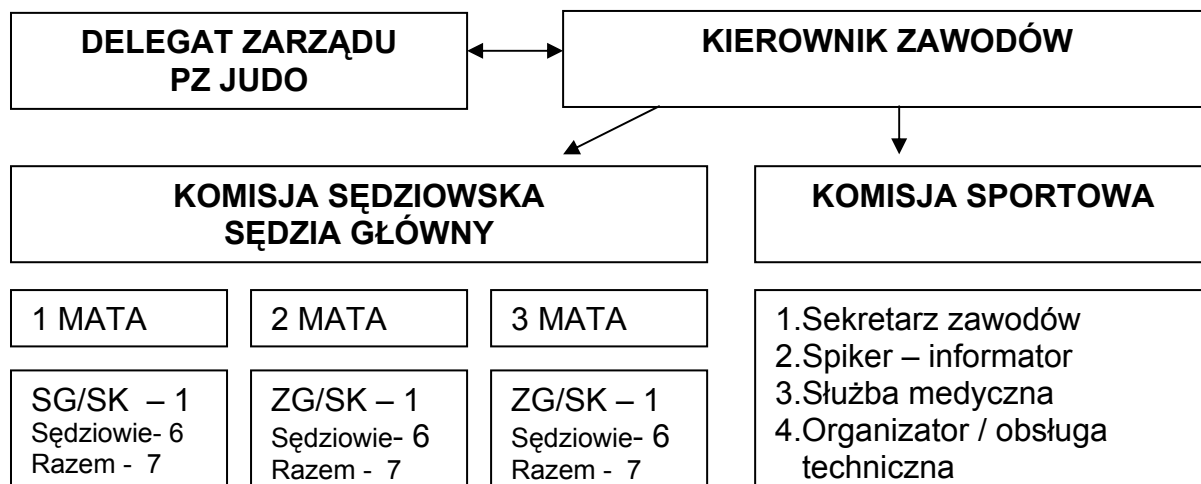 DELEGAT ZARZĄDU
PZ JUDO
KIEROWNIK ZAWODÓW
KOMISJA SĘDZIOWSKA
SĘDZIA GŁÓWNY
KOMISJA SPORTOWA
1 MATA
2 MATA
3 MATA
SG/SK – 1
Sędziowie- 6
Razem - 7
ZG/SK – 1
Sędziowie- 6
Razem - 7
ZG/SK – 1
Sędziowie- 6
Razem - 7
1.Sekretarz zawodów
2.Spiker – informator
3.Służba medyczna
4.Organizator / obsługa
techniczna